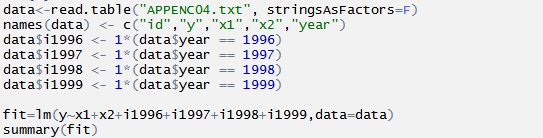 data<-read.table("APPENC04.txt", stringsAsFactors=F)
names(data) <- c("id","y","x1","x2","year")
data$i1996 <- 1*(data$year == 1996)
data$i1997 <- 1*(data$year == 1997)
data$i1998 <- 1*(data$year == 1998)
data$i1999 <- 1*(data$year == 1999)
fit=lm(y~x1+x2+i1996+i1997+i1998+i1999,data=data)
summary(fit)